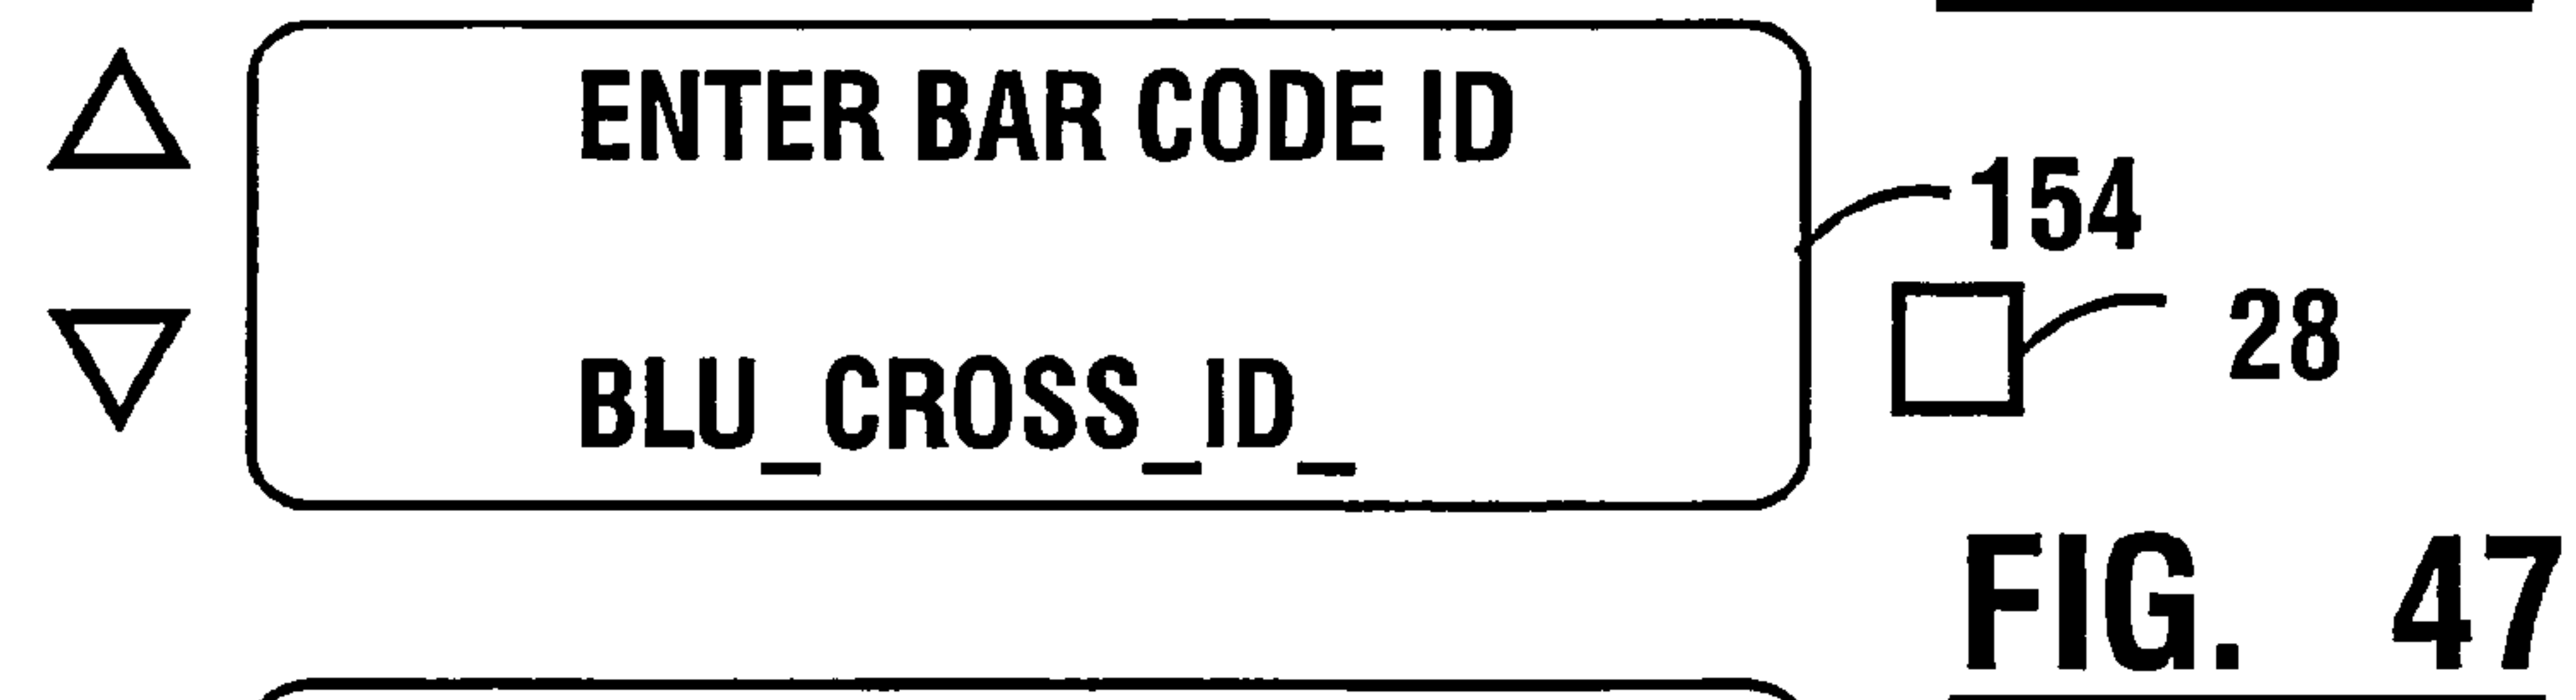 ENTER BAR CODE ID
154
28
BLU_CROSS_ID_
FIG. 47